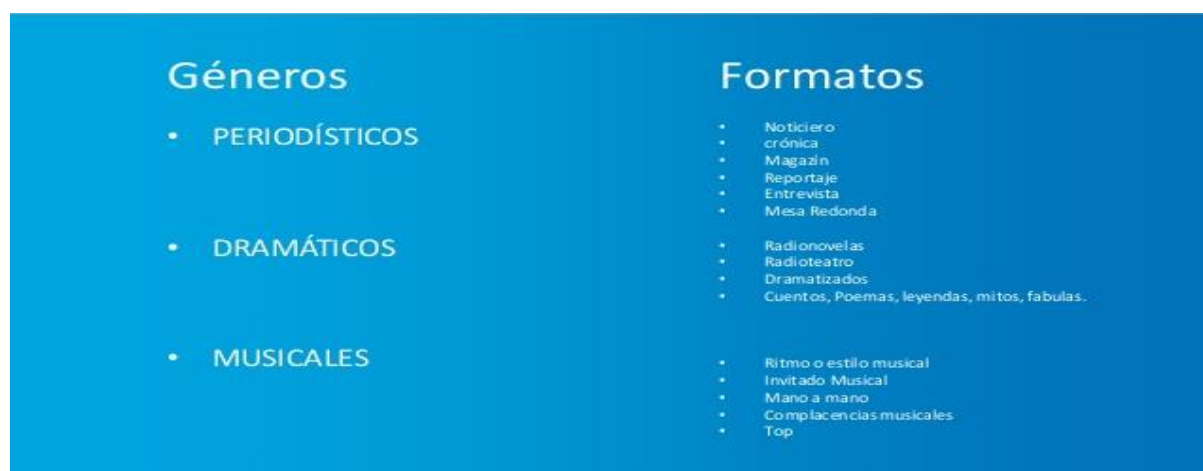 Géneros
• PERIODÍSTICOS
• DRAMÁTICOS
• MUSICALES
Formatos
• Noticiero
• crónica
• Magazín
• Reportaje
• Entrevista
• Mesa Redonda
• Radionovelas
• Radioteatro
• Dramatizados
• Cuentos, Poemas, leyendas, mitos, fabulas.
• Ritmo o estilo musical
• Invitado Musical
• Mano a mano
• Complacencias musicales
• Top